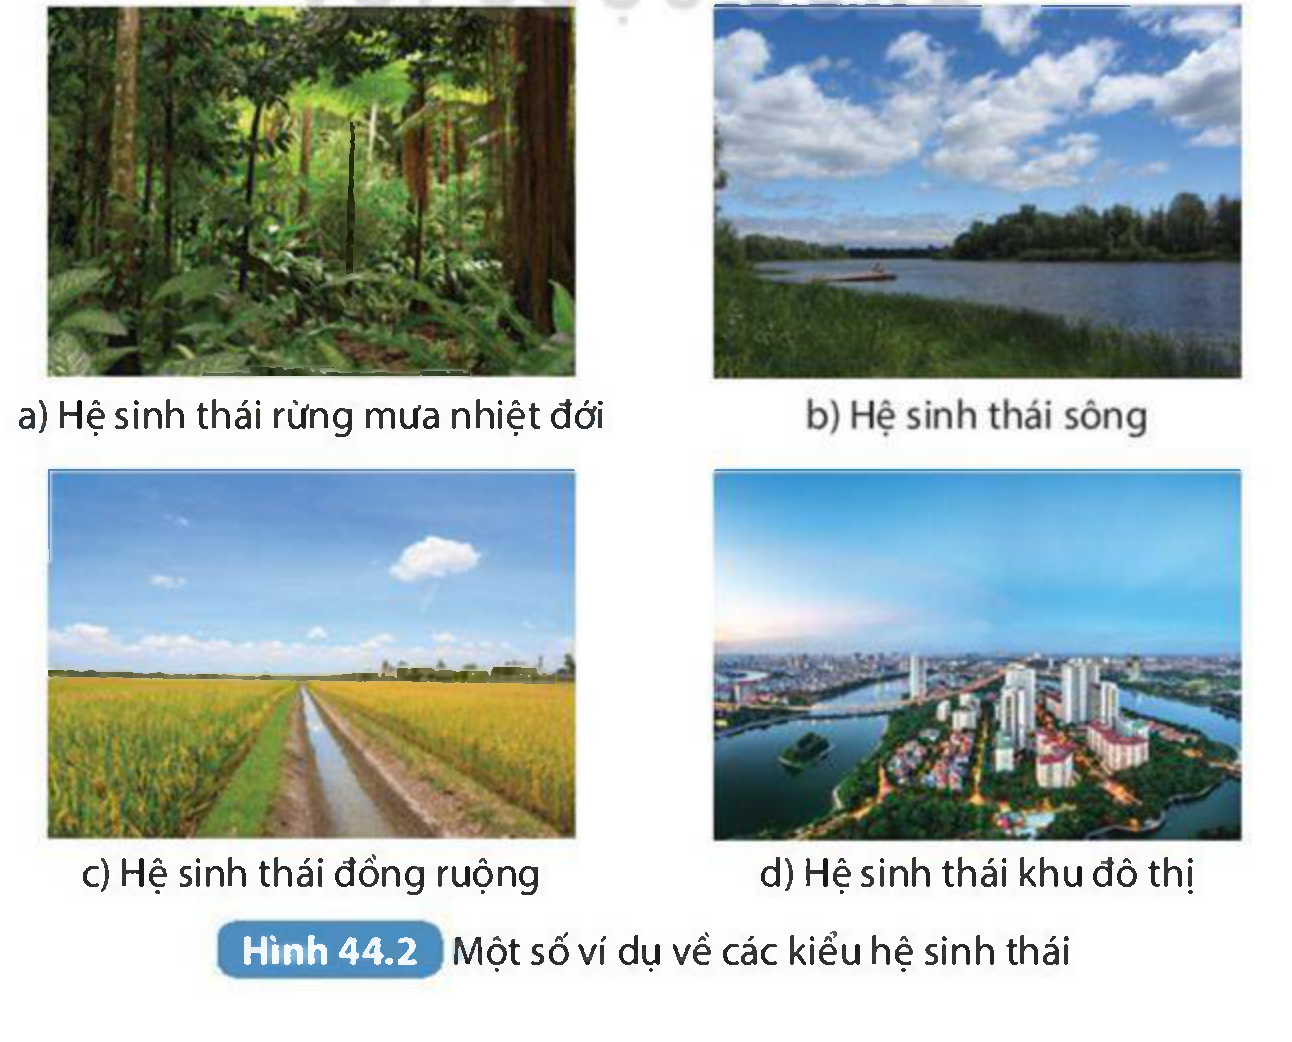 a) Hệ sinh thái rừng mưa nhiệt đới
b) Hệ sinh thái sông
c) Hệ sinh thái đồng ruộng
d) Hệ sinh thái khu đô thị
Hình 44.2 Một số ví dụ về các kiểu hệ sinh thái